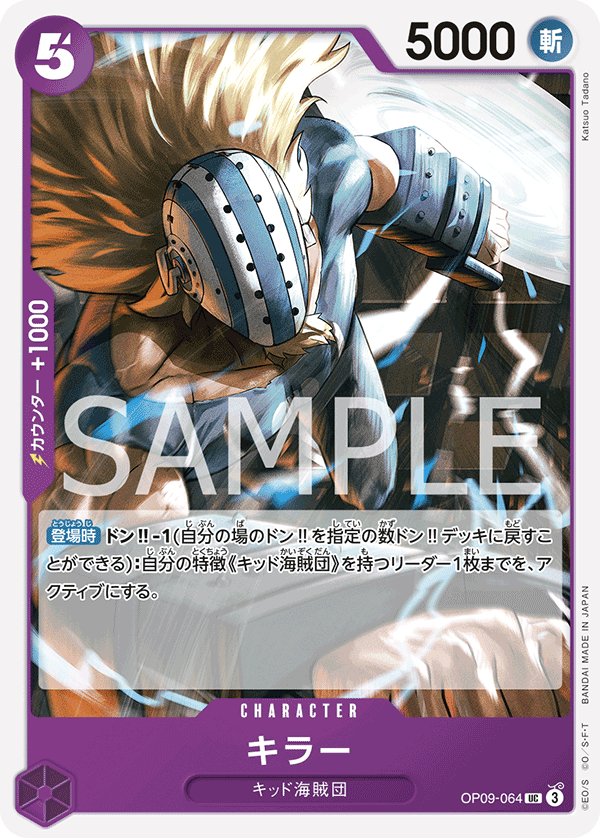 5
5000 斬
Katsuo Tadano
カウンター +1000
SAMPLE
登場時 ドン!!-1(自分の場のドン!!を指定の数ドン!!デッキに戻すこ
とができる):自分の特徴《キッド海賊団》を持つリーダー1枚までを、ア
クティブにする。
©E.O/S ©O/S・F・T BANDAI MADE IN JAPAN
CHARACTER
キラー
キッド海賊団
OP09-064 UC 3